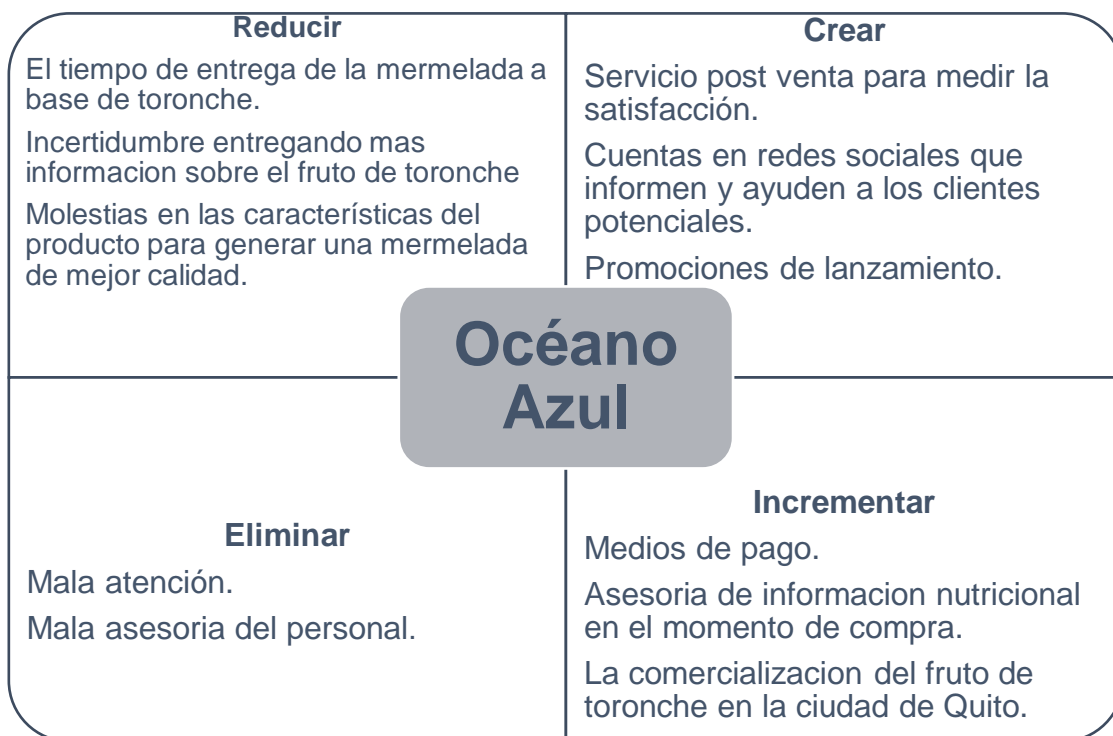 Reducir
El tiempo de entrega de la mermelada a
base de toronche.
Incertidumbre entregando mas
informacion sobre el fruto de toronche
Molestias en las características del
producto para generar una mermelada
de mejor calidad.
Crear
Servicio post venta para medir la
satisfacción.
Cuentas en redes sociales que
informen y ayuden a los clientes
potenciales.
Promociones de lanzamiento.
Océano
Azul
Eliminar
Mala atención.
Mala asesoria del personal.
Incrementar
Medios de pago.
Asesoria de informacion nutricional
en el momento de compra.
La comercializacion del fruto de
toronche en la ciudad de Quito.